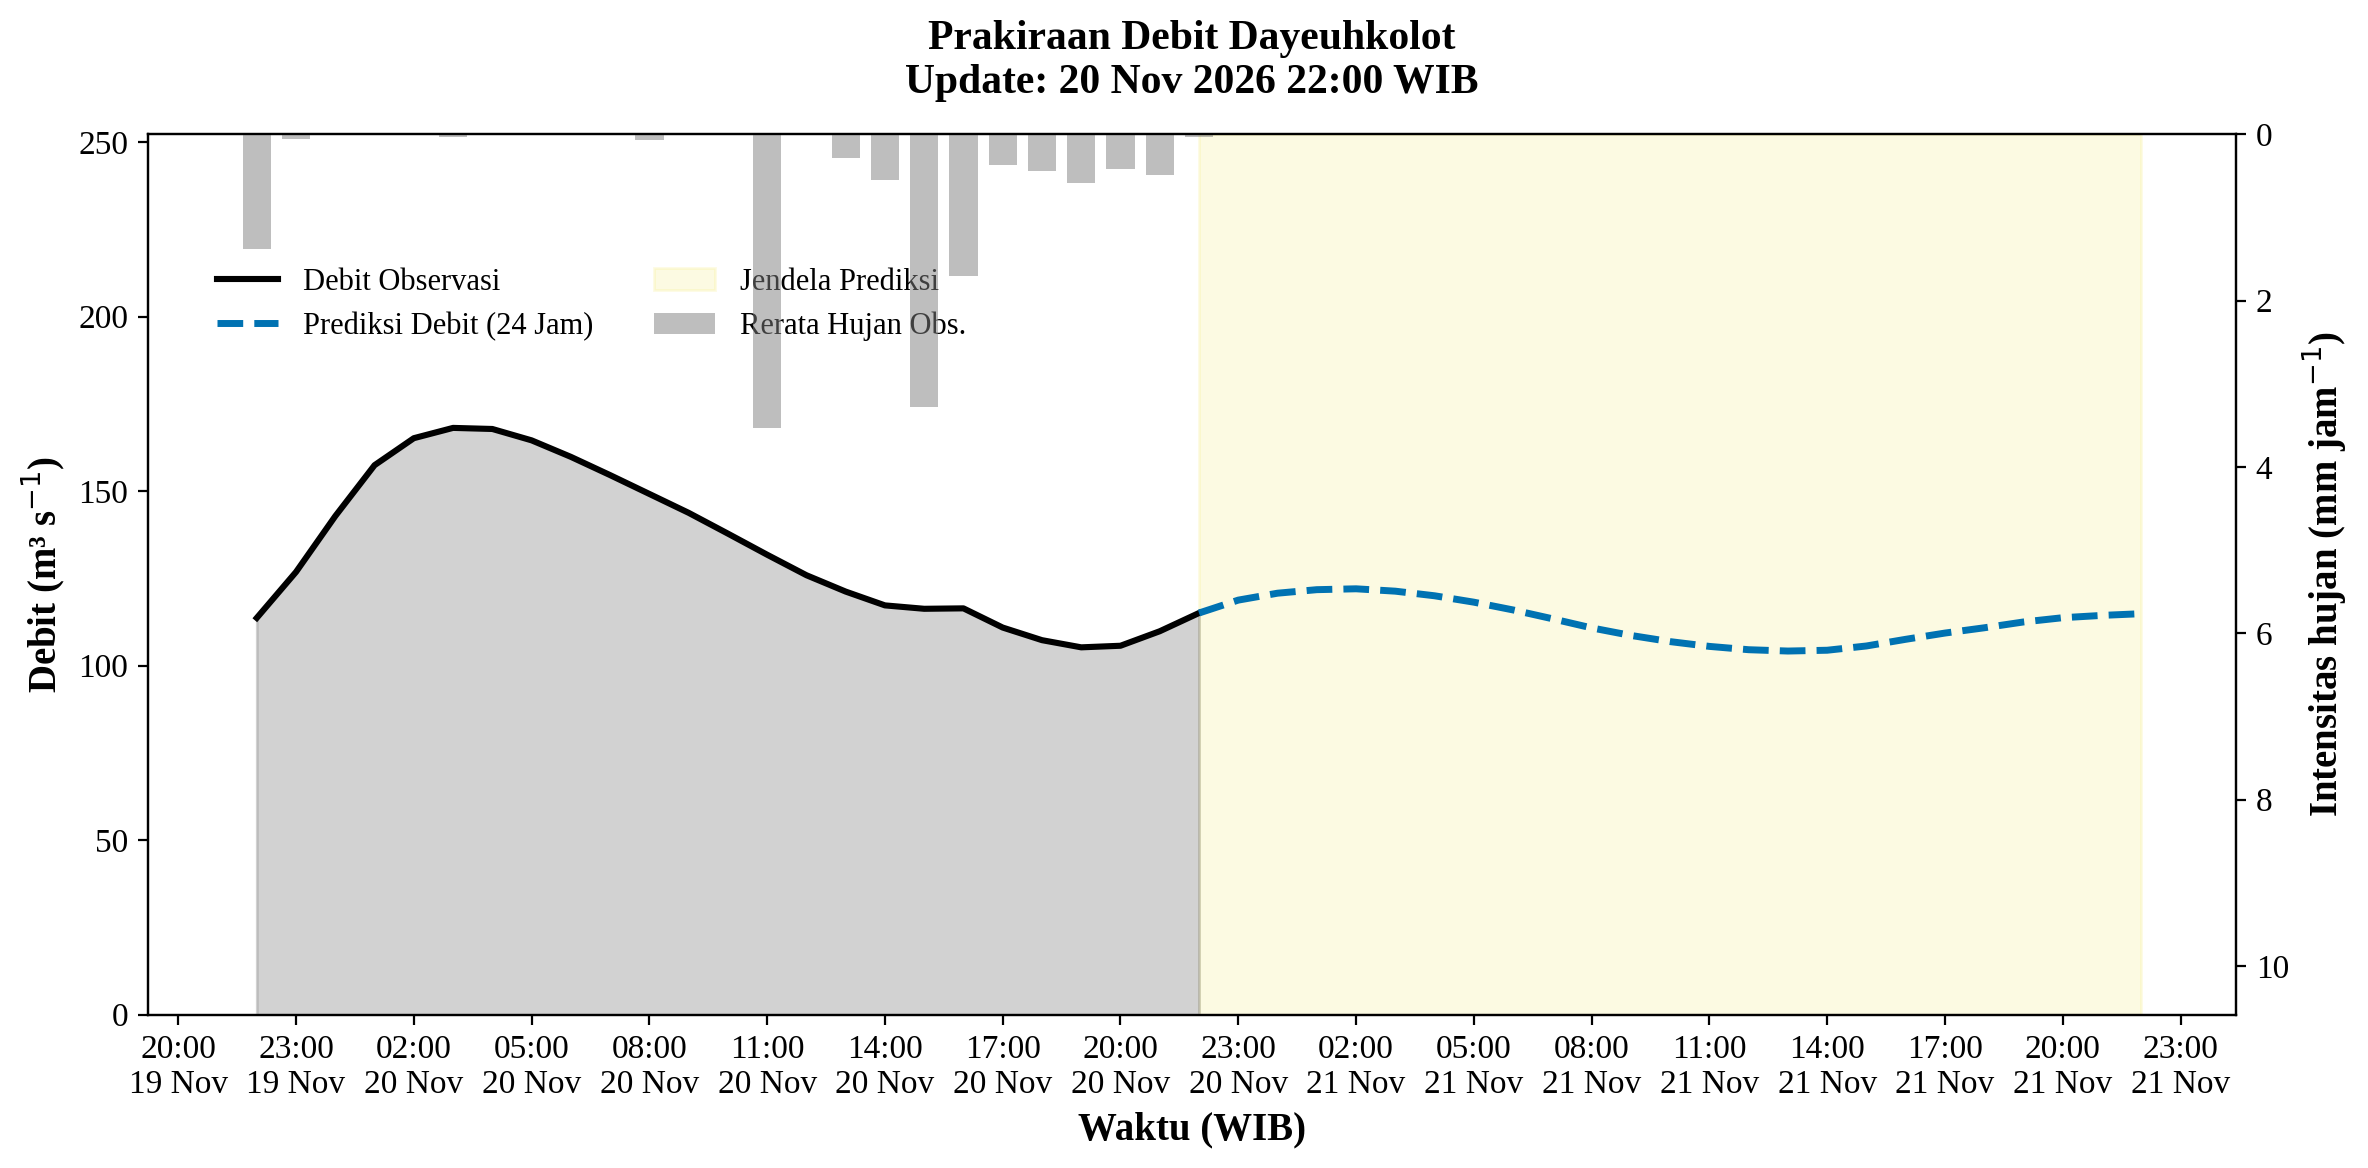 Prakiraan Debit Dayeuhkolot
Update: 20 Nov 2026 22:00 WIB
Debit (m³ s⁻¹)
250
200
150
100
50
0
Debit Observasi
Prediksi Debit (24 Jam)
Jendela Prediksi
Rerata Hujan Obs.
0
2
4
6
8
10
Intensitas hujan (mm jam⁻¹)
20:00 23:00 02:00 05:00 08:00 11:00 14:00 17:00 20:00 23:00 02:00 05:00 08:00 11:00 14:00 17:00 20:00 23:00
19 Nov 19 Nov 20 Nov 20 Nov 20 Nov 20 Nov 20 Nov 20 Nov 20 Nov 20 Nov 21 Nov 21 Nov 21 Nov 21 Nov 21 Nov 21 Nov 21 Nov 21 Nov
Waktu (WIB)